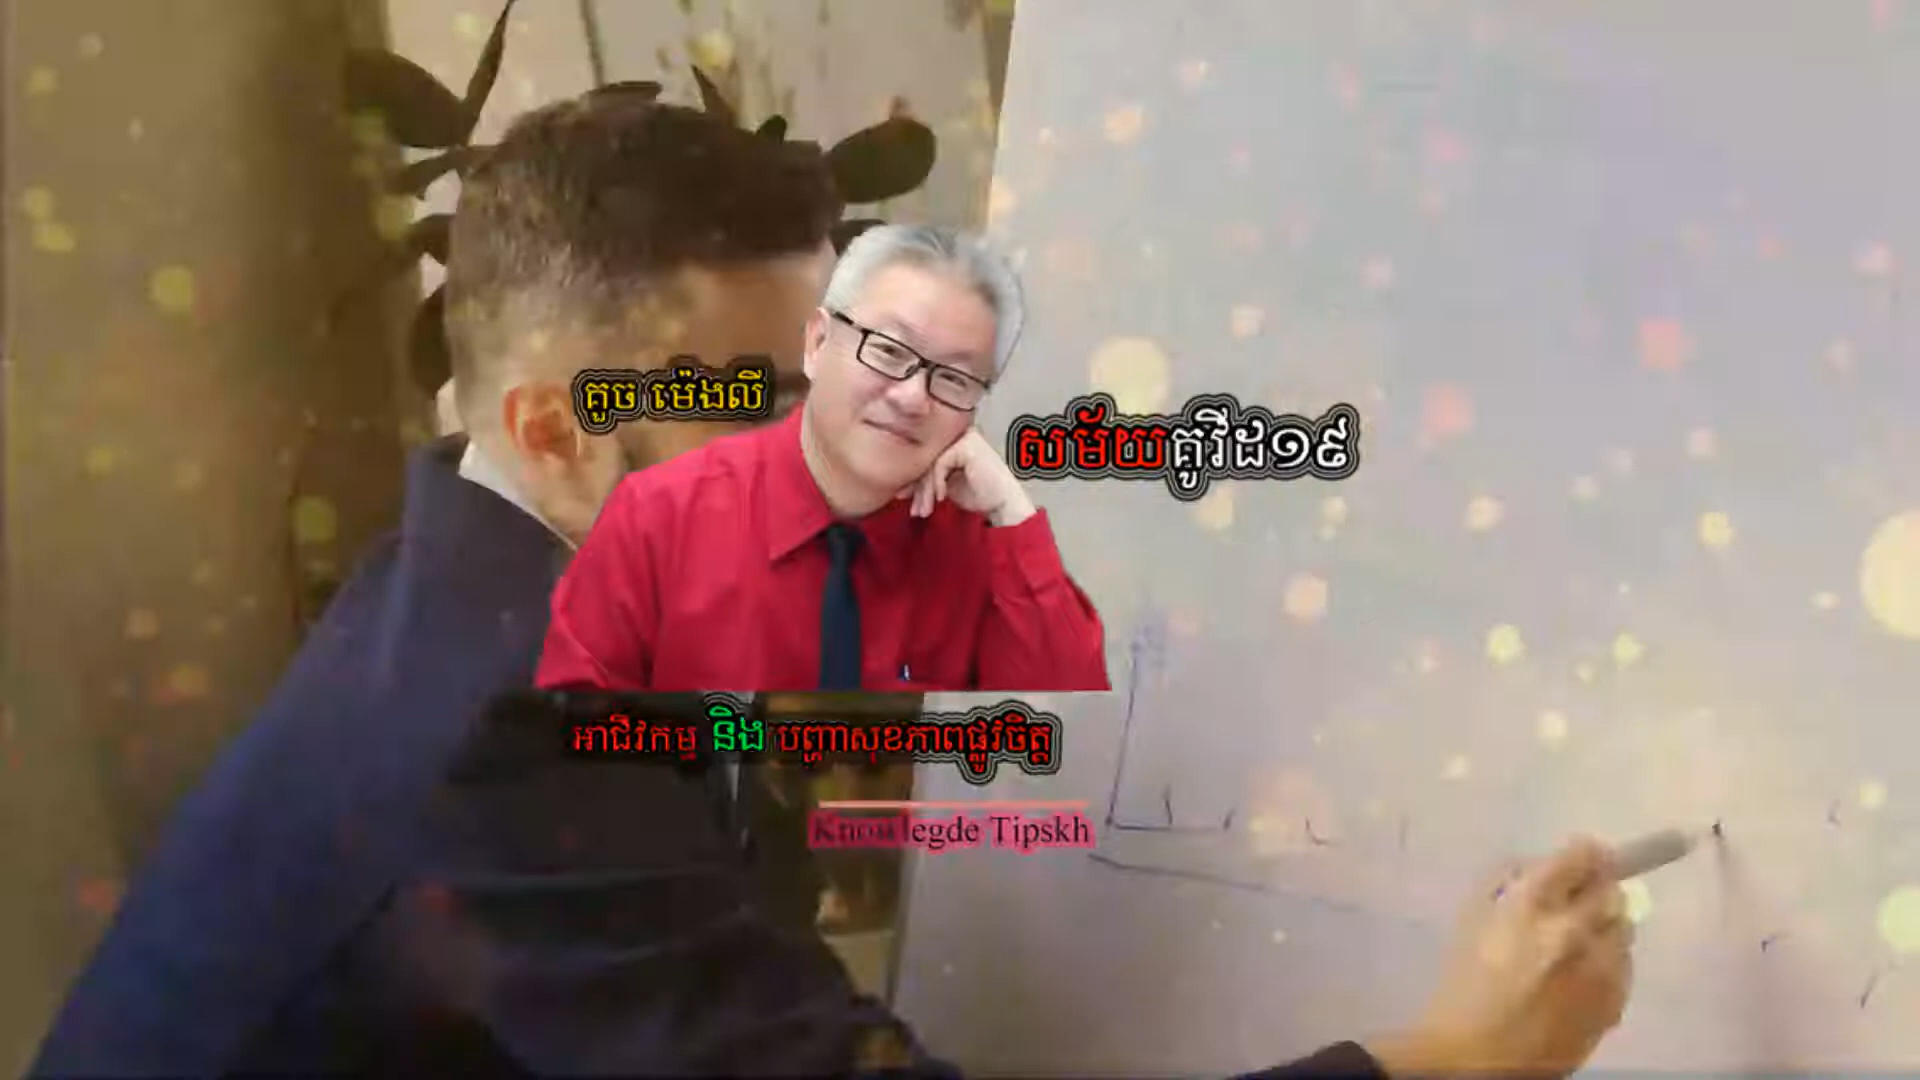 គួច ម៉េងលី
សម័យកូវីដ១៩
អាជីវកម្ម និង បញ្ហាសុខភាពផ្លូវចិត្ត
Knowlegde Tipskh